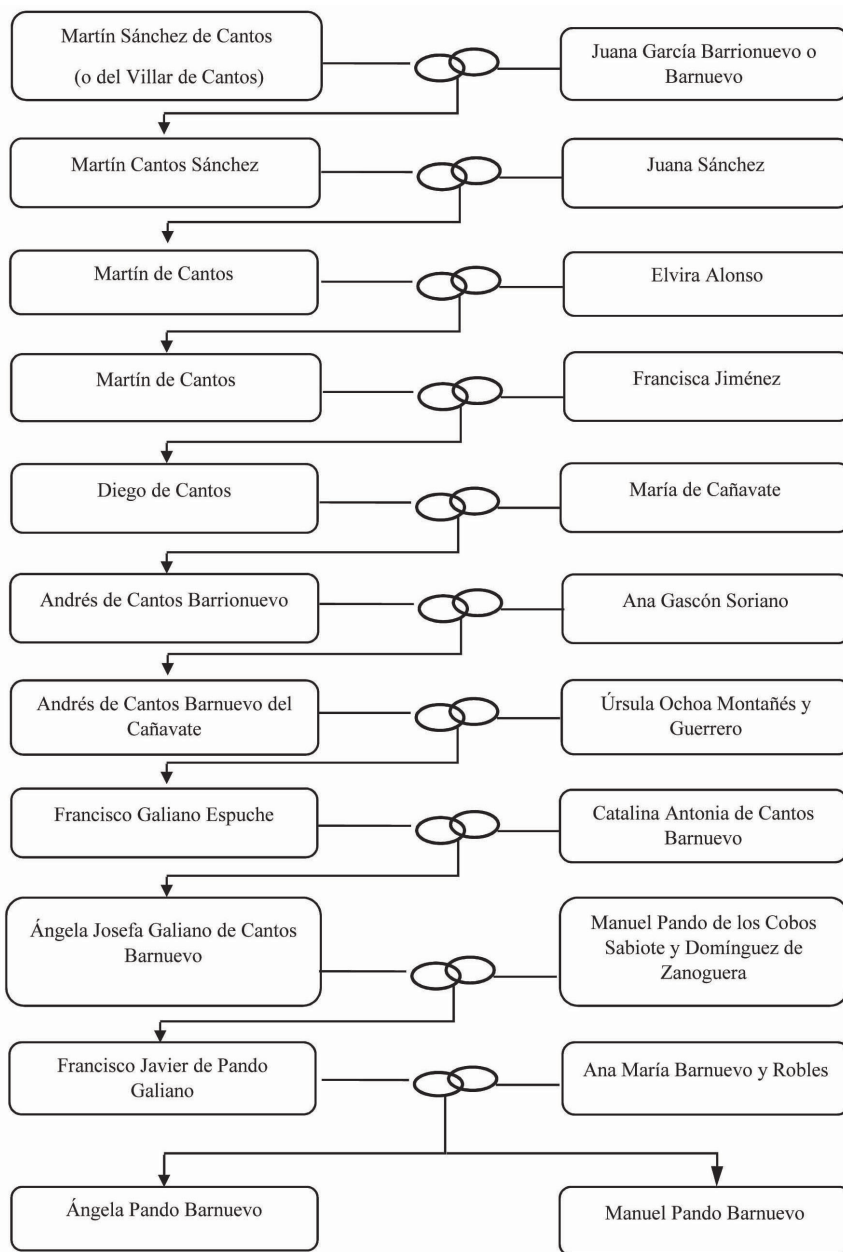 Martín Sánchez de Cantos
(o del Villar de Cantos)
Juana García Barrionuevo o
Barnuevo
Martín Cantos Sánchez
Juana Sánchez
Martín de Cantos
Elvira Alonso
Martín de Cantos
Francisca Jiménez
Diego de Cantos
María de Cañavate
Andrés de Cantos Barrionuevo
Ana Gascón Soriano
Andrés de Cantos Barnuevo del
Cañavate
Úrsula Ochoa Montañés y
Guerrero
Francisco Galiano Espuche
Catalina Antonia de Cantos
Barnuevo
Ángela Josefa Galiano de Cantos
Barnuevo
Manuel Pando de los Cobos
Sabiote y Domínguez de
Zanoguera
Francisco Javier de Pando
Galiano
Ana María Barnuevo y Robles
Ángela Pando Barnuevo
Manuel Pando Barnuevo